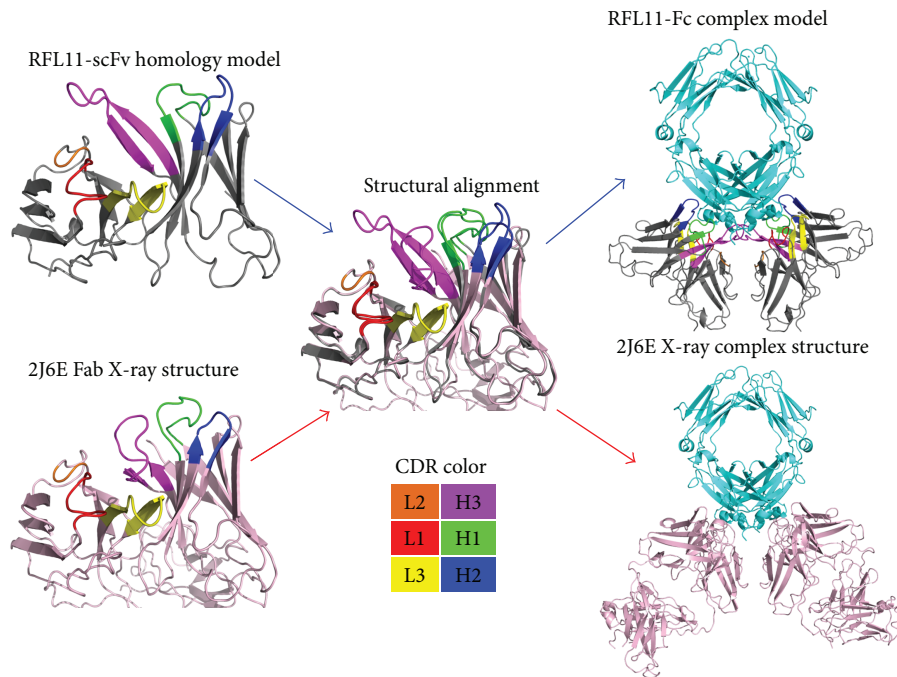 RFL11-Fc complex model
RFL11-scFv homology model
Structural alignment
2J6E Fab X-ray structure
2J6E X-ray complex structure
CDR color
L2 H3
L1 H1
L3 H2